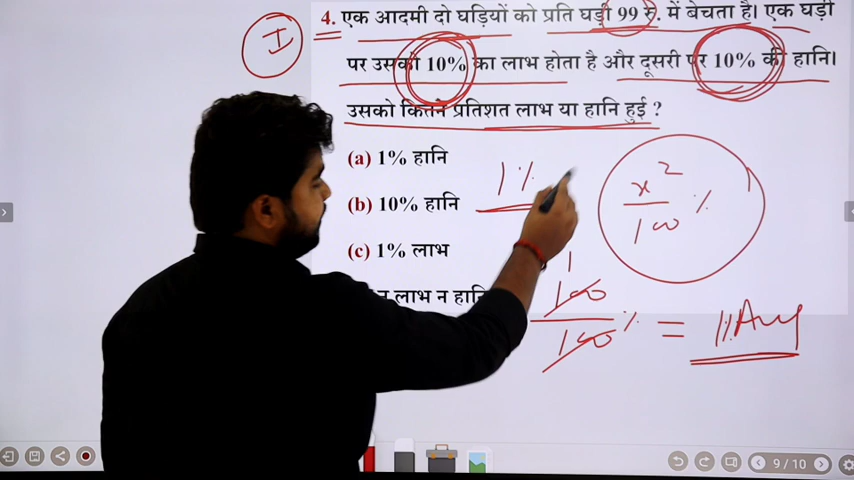 4. एक आदमी दो घड़ियों को प्रति घड़ी 99 रु. में बेचता है। एक घड़ी
पर उसको 10% का लाभ होता है और दूसरी पर 10% की हानि।
उसको कितने प्रतिशत लाभ या हानि हुई ?
I
(a) 1% हानि
(b) 10% हानि
(c) 1% लाभ
न लाभ न हानि
1%
x²
100 %
1
100
100 % = 1% Ans
9 / 10